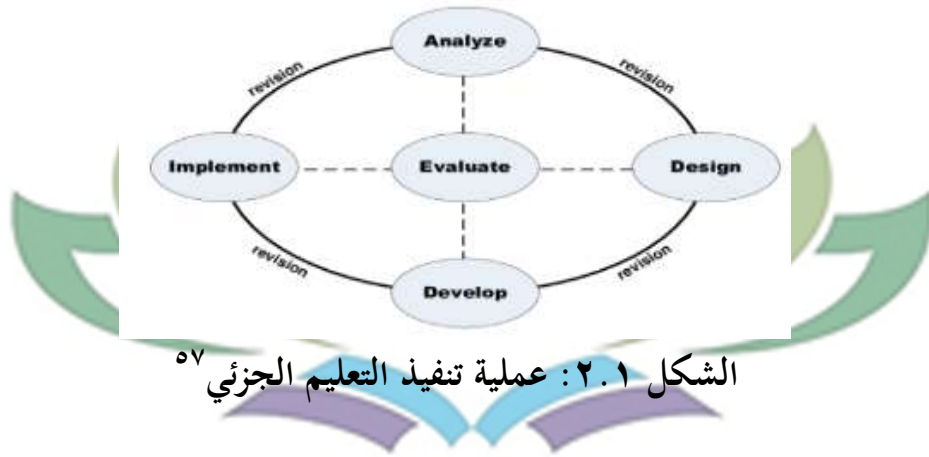 Analyze
revision
revision
Implement
Evaluate
Design
revision
revision
Develop
الشكل ٢.١: عملية تنفيذ التعليم الجزئي٥٧